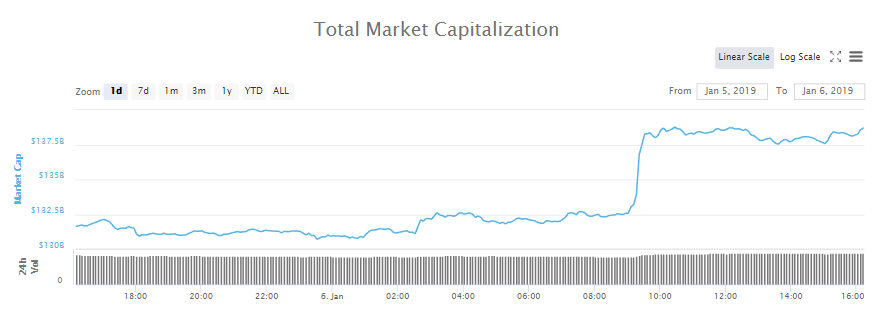 Total Market Capitalization
Linear Scale Log Scale
Zoom 1d 7d 1m 3m 1y YTD ALL From Jan 5, 2019 To Jan 6, 2019
Market Cap
$137.5B
$135B
$132.5B
$130B
24h Vol
0
18:00 20:00 22:00 6. Jan 02:00 04:00 06:00 08:00 10:00 12:00 14:00 16:00